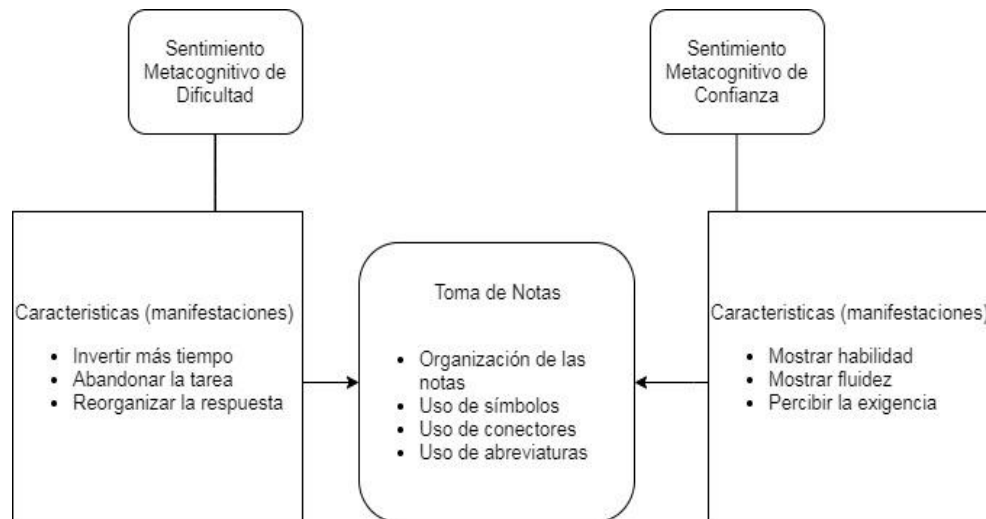 Sentimiento
Metacognitivo de
Dificultad
Sentimiento
Metacognitivo de
Confianza
Caracteristicas (manifestaciones)
• Invertir más tiempo
• Abandonar la tarea
• Reorganizar la respuesta
Toma de Notas
• Organización de las
notas
• Uso de símbolos
• Uso de conectores
• Uso de abreviaturas
Caracteristicas (manifestaciones)
• Mostrar habilidad
• Mostrar fluidez
• Percibir la exigencia